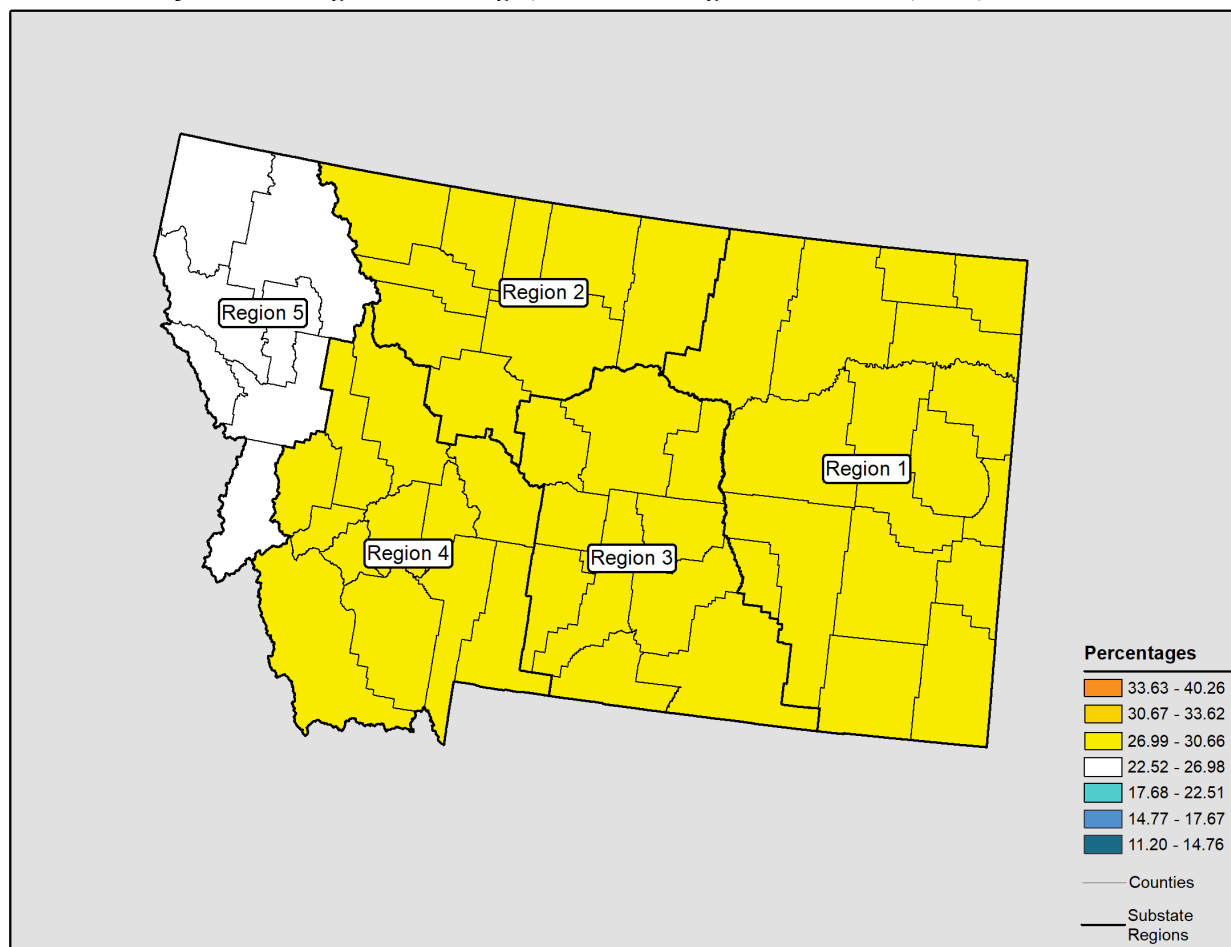 Region 2
Region 5
Region 1
Region 4
Region 3
Percentages
33.63 - 40.26
30.67 - 33.62
26.99 - 30.66
22.52 - 26.98
17.68 - 22.51
14.77 - 17.67
11.20 - 14.76
Counties
Substate
Regions